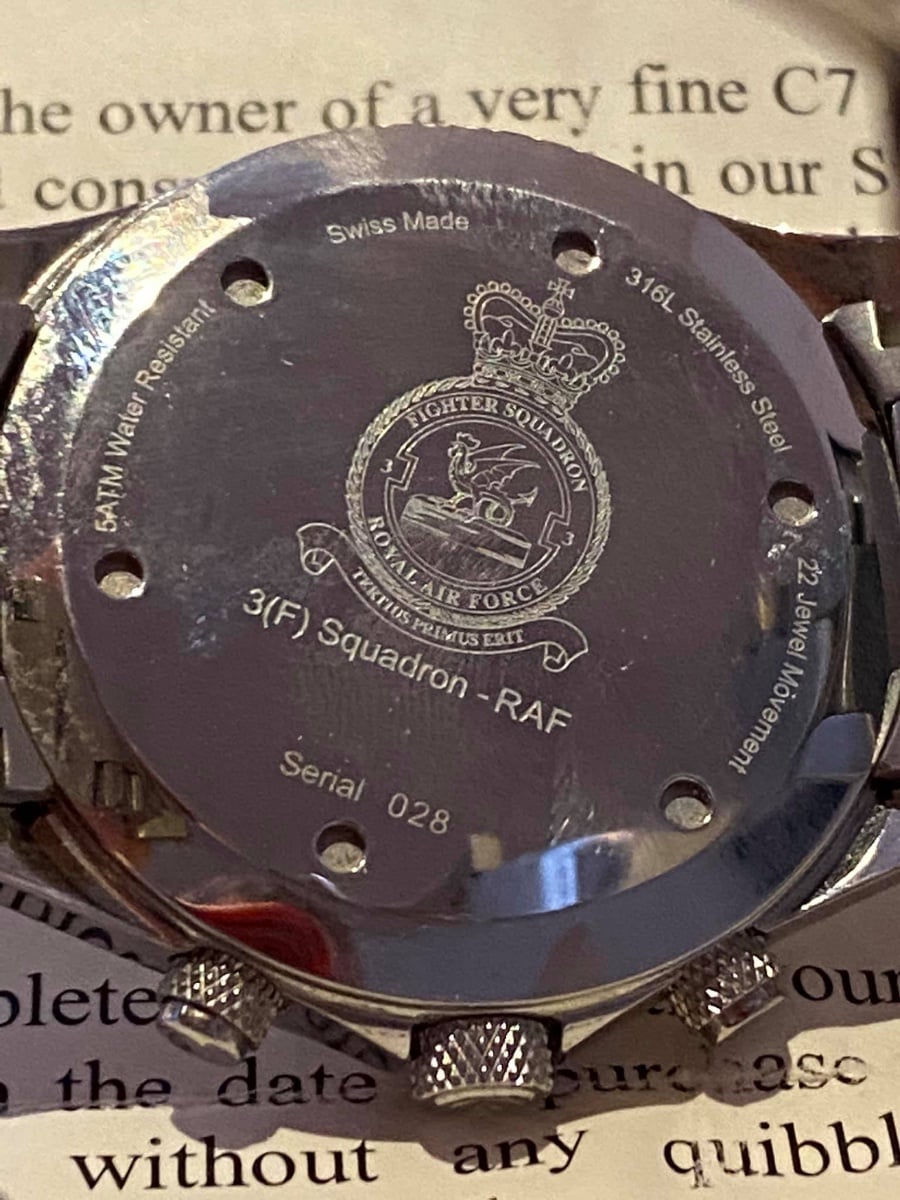 he owner of a very fine C7
in our S
Swiss Made
316L Stainless Steel
5ATM Water Resistant
22 Jewel Movement
FIGHTER SQUADRON
3
3
ROYAL AIR FORCE
TERTIUS PRIMUS ERIT
3(F) Squadron - RAF
Serial 028
plete
our
the date purchase
without any quibbl